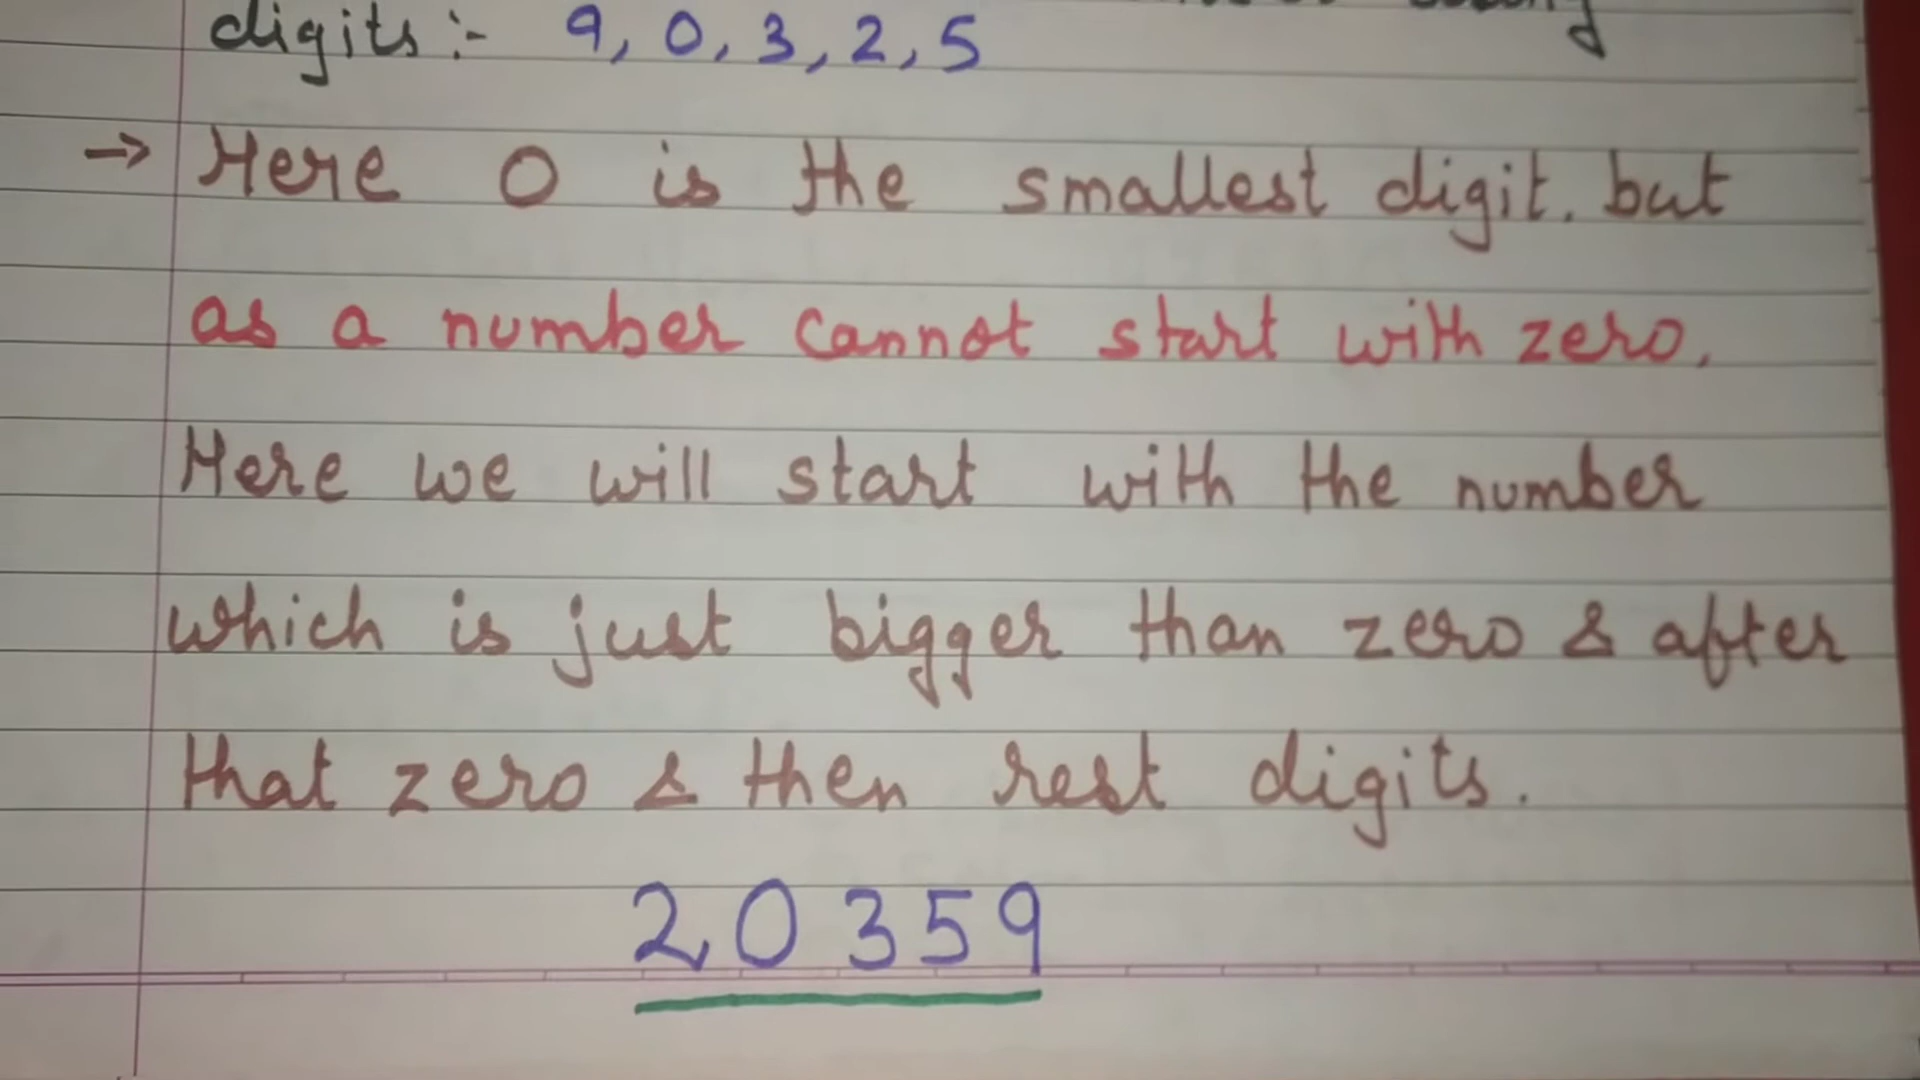 digits :- 9, 0, 3, 2, 5
→ Here 0 is the smallest digit. but
as a number cannot start with zero.
Here we will start with the number
which is just bigger than zero & after
that zero & then rest digits.
20359